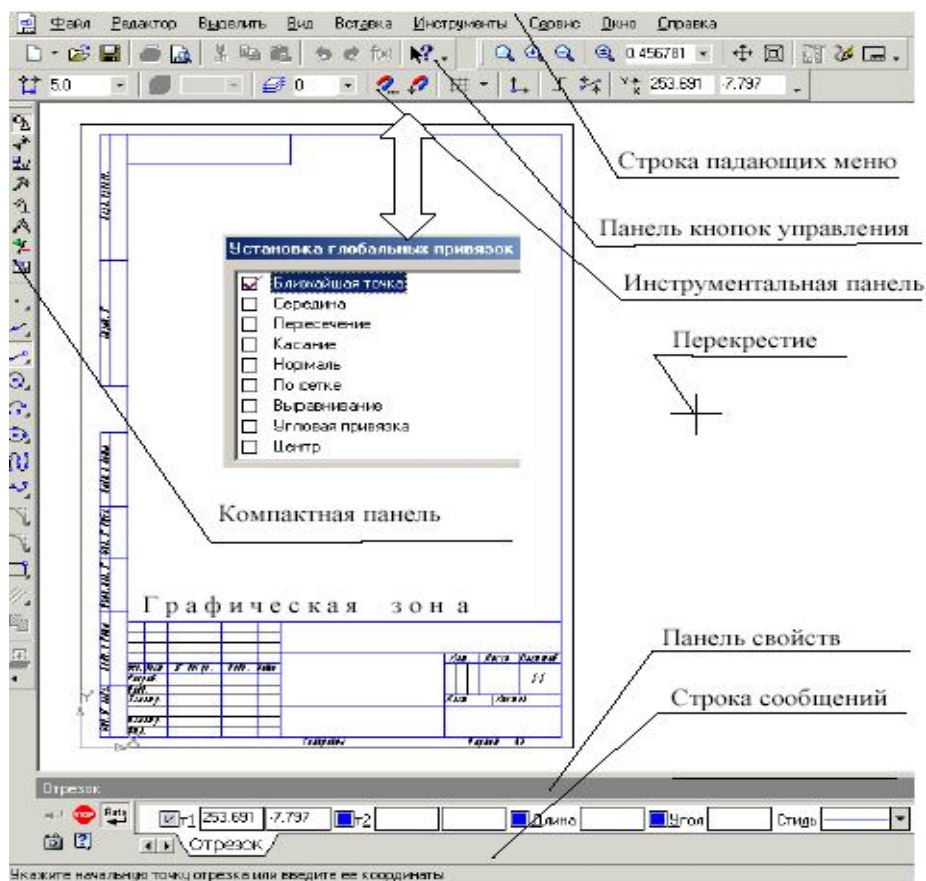 Файл Редактор Выделить Вид Вставка Инструменты Сервис Окно Справка
0.456781
5.0 0 253.691 -7.797
Строка падающих меню
Панель кнопок управления
Установка глобальных привязок
Инструментальная панель
Ближайшая точка
Середина
Пересечение
Касание
Нормаль
По сетке
Выравнивание
Угловая привязка
Центр
Перекрестие
Компактная панель
Графическая зона
Панель свойств
Строка сообщений
Отрезок
т1 253.691 -7.797 т2 Длина Угол Стиль
Отрезок
Укажите начальную точку отрезка или введите ее координаты